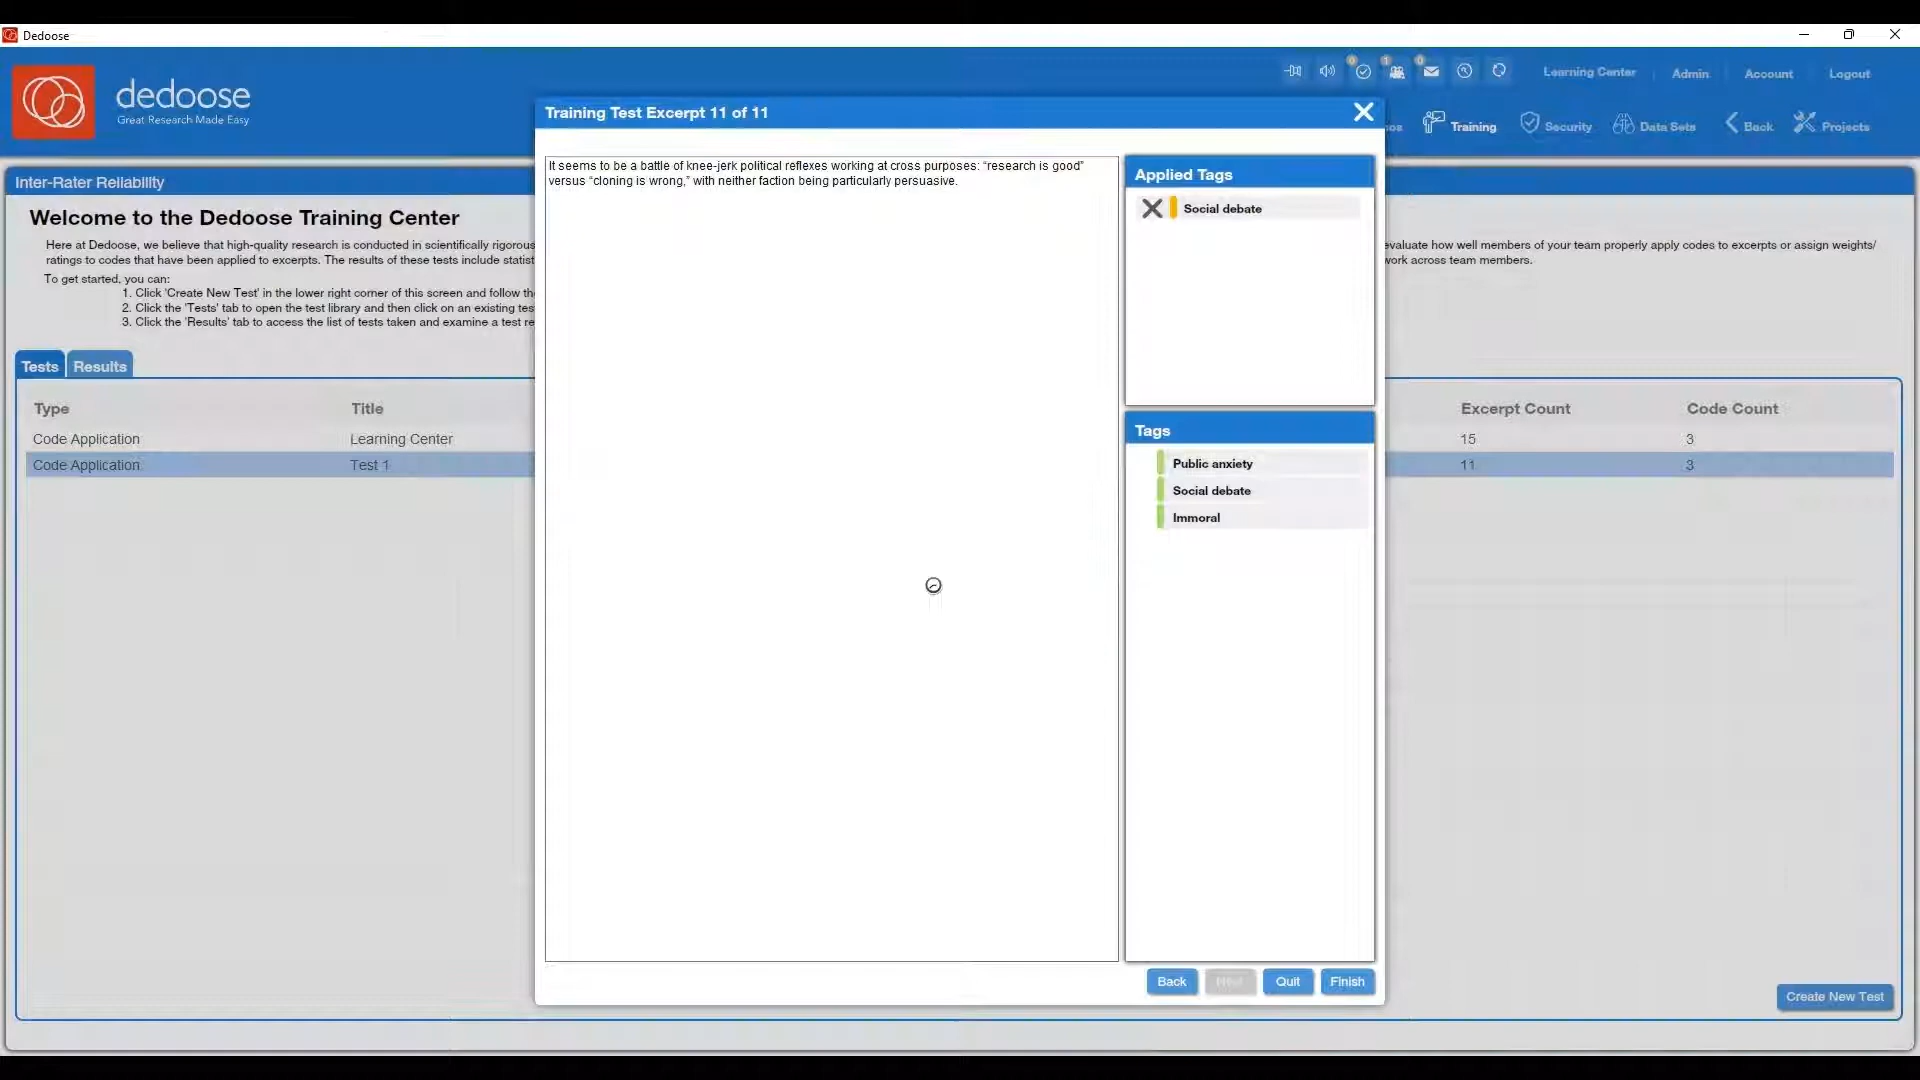 Dedoose
dedoose
Great Research Made Easy
0
1
0
Learning Center
Admin
Account
Logout
Training
Security
Data Sets
Back
Projects
Training Test Excerpt 11 of 11
Inter-Rater Reliability
Welcome to the Dedoose Training Center
Here at Dedoose, we believe that high-quality research is conducted in scientifically rigorous
evaluate how well members of your team properly apply codes to excerpts or assign weights/
ratings to codes that have been applied to excerpts. The results of these tests include
work across team members.
To get started, you can:
1. Click 'Create New Test' in the lower right corner of this screen and follow
2. Click the 'Tests' tab to open the test library and then click on an existing
3. Click the 'Results' tab to access the list of tests taken and examine a test
It seems to be a battle of knee-jerk political reflexes working at cross purposes: “research is good”
versus “cloning is wrong,” with neither faction being particularly persuasive.
Applied Tags
Social debate
Tags
Public anxiety
Social debate
Immoral
Tests
Results
Type
Title
Excerpt Count
Code Count
Code Application
Learning Center
15
3
Code Application
Test 1
11
3
Back
Next
Quit
Finish
Create New Test